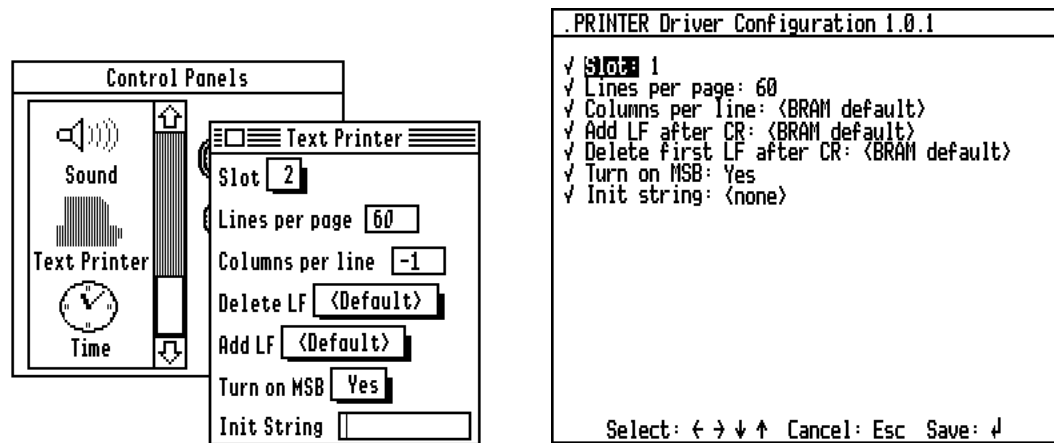 Control Panels
Sound
Text Printer
Time
Text Printer
Slot 2
Lines per page 60
Columns per line -1
Delete LF <Default>
Add LF <Default>
Turn on MSB Yes
Init String
.PRINTER Driver Configuration 1.0.1
√ Slot: 1
√ Lines per page: 60
√ Columns per line: <BRAM default>
√ Add LF after CR: <BRAM default>
√ Delete first LF after CR: <BRAM default>
√ Turn on MSB: Yes
√ Init string: <none>
Select: ← → ↓ ↑ Cancel: Esc Save: ↵